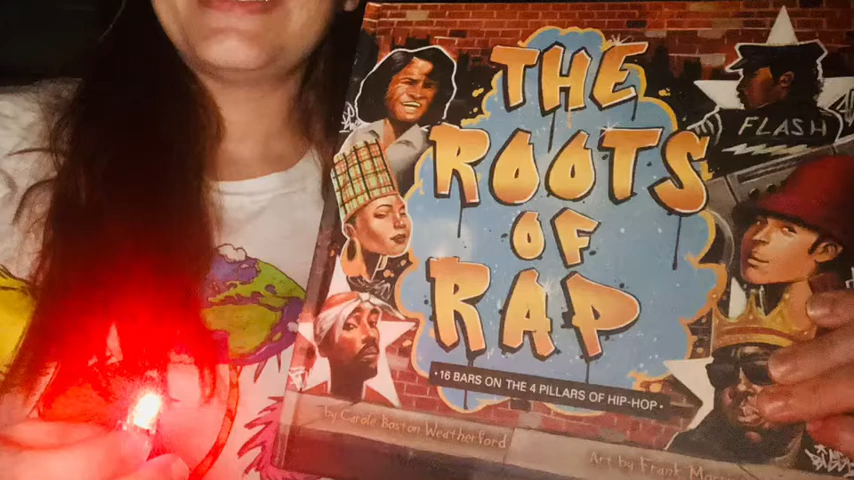 THE
ROOTS
OF
RAP
FLASH
• 16 BARS ON THE 4 PILLARS OF HIP-HOP •
by Carole Boston Weatherford
Art by Frank